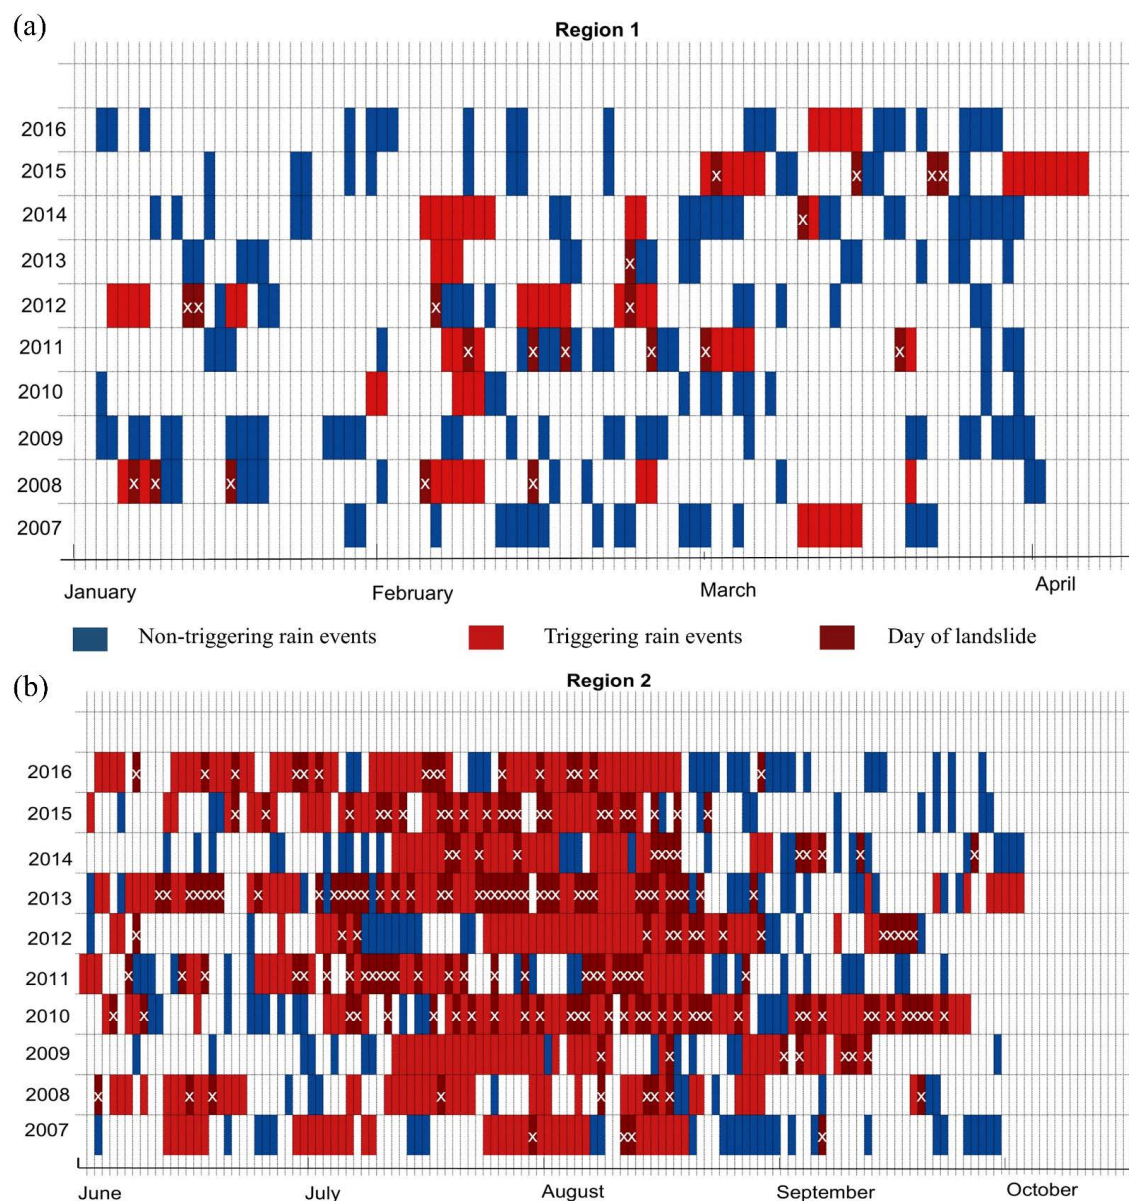 (a)
Region 1
2016
2015
2014
2013
2012
2011
2010
2009
2008
2007
January February March April
Non-triggering rain events Triggering rain events Day of landslide
(b)
Region 2
2016
2015
2014
2013
2012
2011
2010
2009
2008
2007
June July August September October